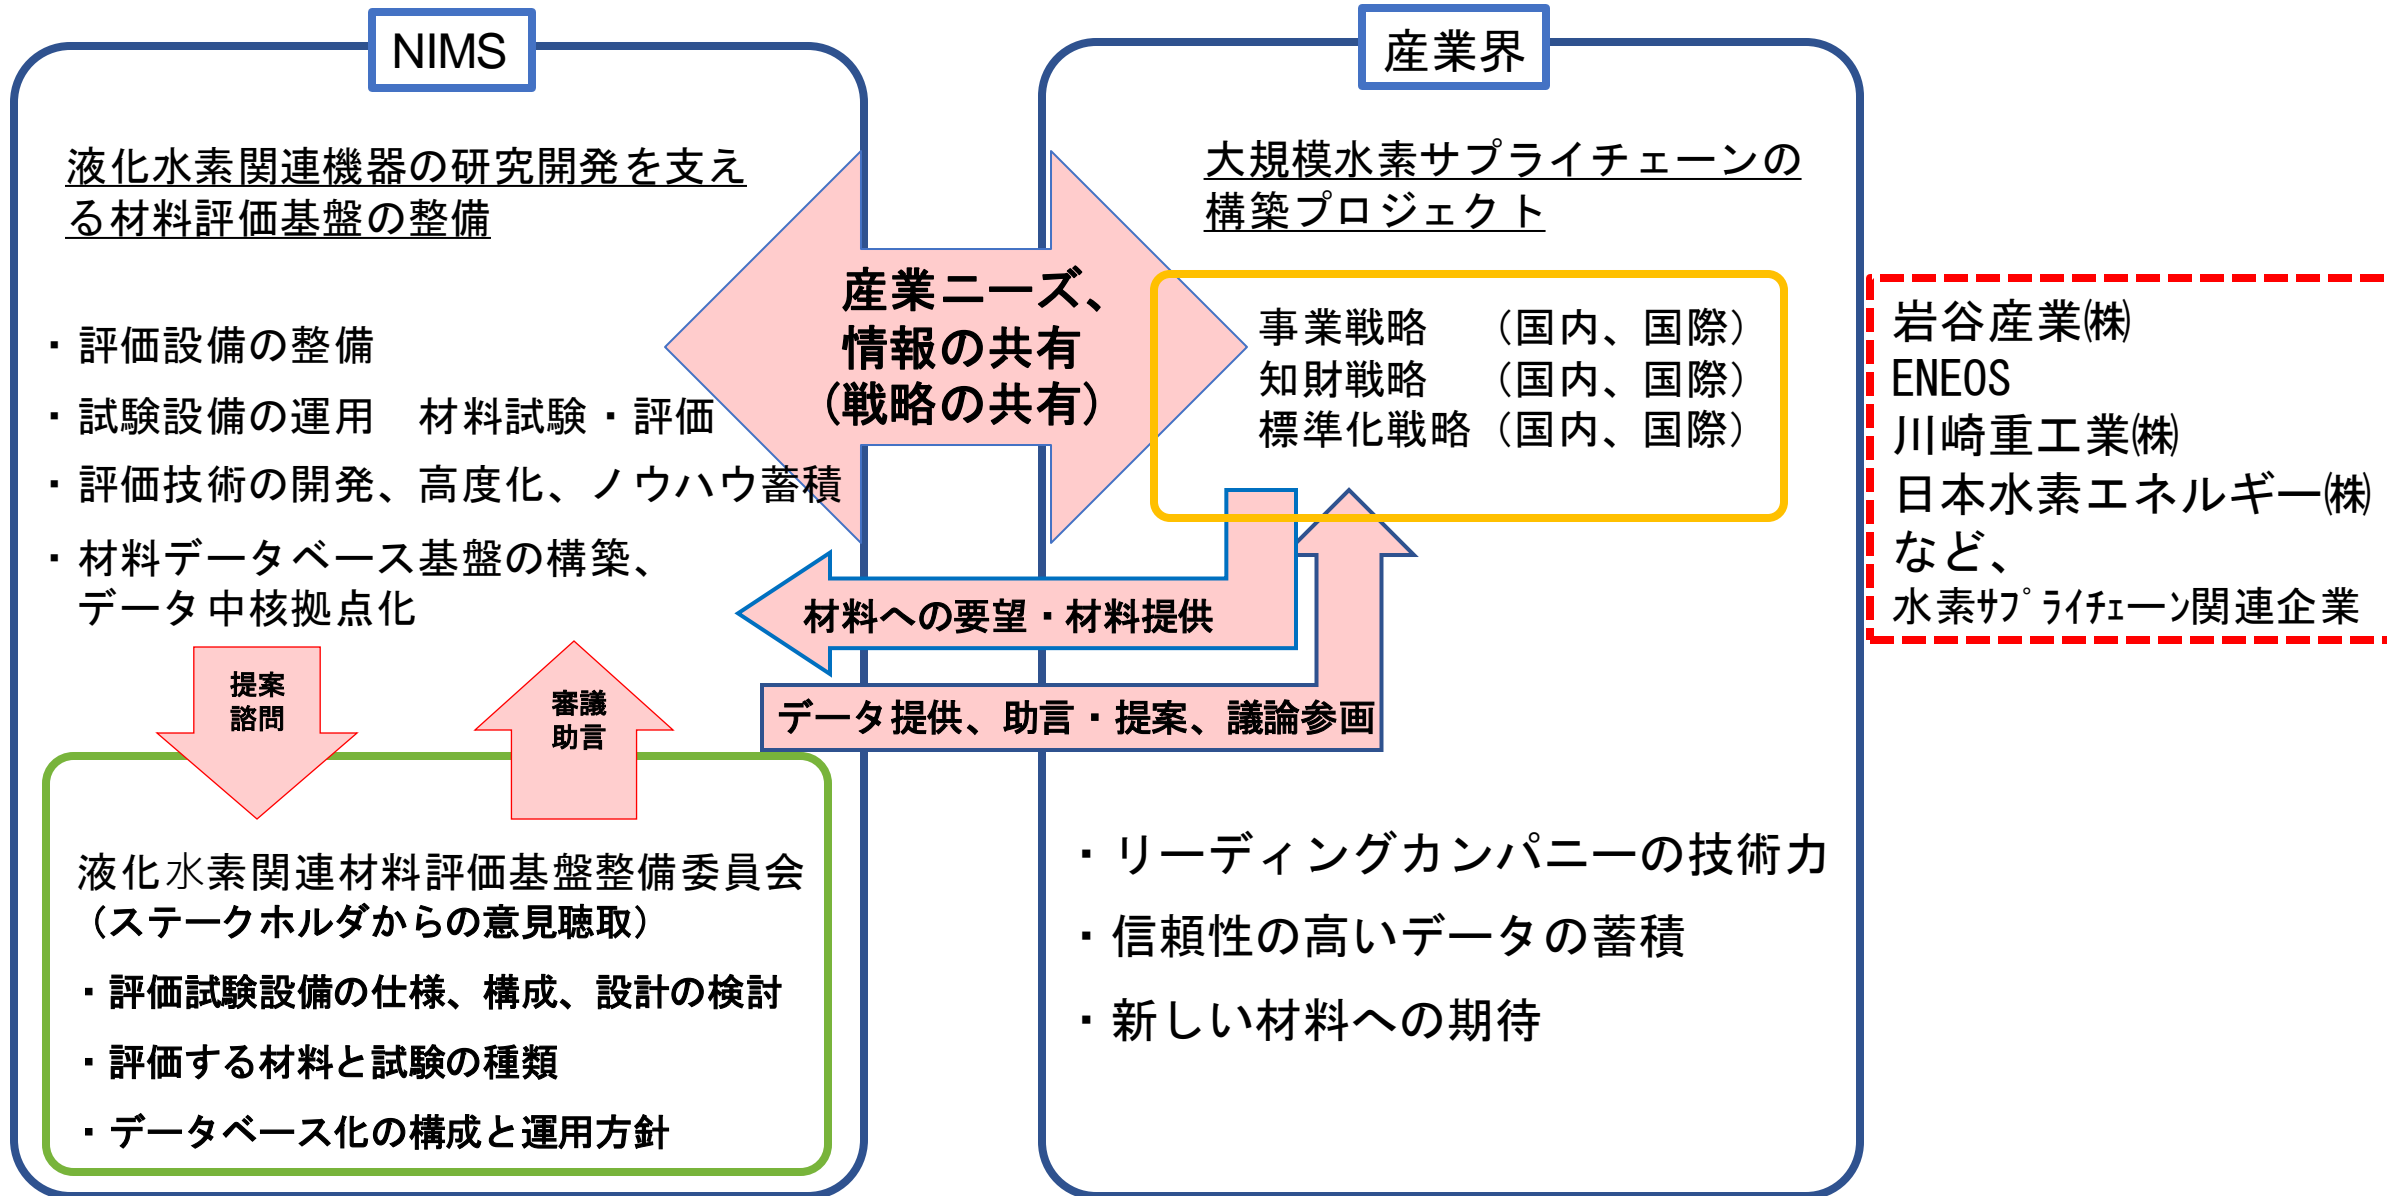 NIMS
液化水素関連機器の研究開発を支え
る材料評価基盤の整備
・評価設備の整備
・試験設備の運用　材料試験・評価
・評価技術の開発、高度化、ノウハウ蓄積
・材料データベース基盤の構築、
データ中核拠点化
提案
諮問
審議
助言
液化水素関連材料評価基盤整備委員会
（ステークホルダからの意見聴取）
・評価試験設備の仕様、構成、設計の検討
・評価する材料と試験の種類
・データベース化の構成と運用方針
産業ニーズ、
情報の共有
（戦略の共有）
材料への要望・材料提供
データ提供、助言・提案、議論参画
産業界
大規模水素サプライチェーンの
構築プロジェクト
事業戦略　（国内、国際）
知財戦略　（国内、国際）
標準化戦略（国内、国際）
・リーディングカンパニーの技術力
・信頼性の高いデータの蓄積
・新しい材料への期待
岩谷産業㈱
ENEOS
川崎重工業㈱
日本水素エネルギー㈱
など、
水素ｻﾌﾟﾗｲﾁｪｰﾝ関連企業